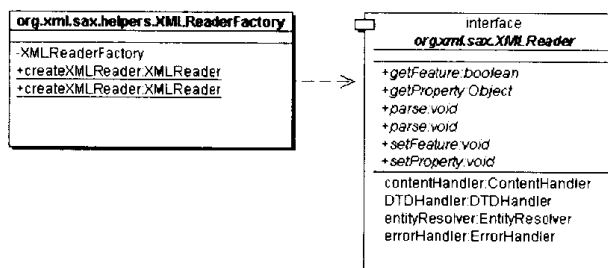 org.xml.sax.helpers.XMLReaderFactory
-XMLReaderFactory
+createXMLReader:XMLReader
+createXMLReader:XMLReader
interface
org.xml.sax.XMLReader
+getFeature:boolean
+getProperty:Object
+parse:void
+parse:void
+setFeature:void
+setProperty:void
contentHandler:ContentHandler
DTDHandler:DTDHandler
entityResolver:EntityResolver
errorHandler:ErrorHandler